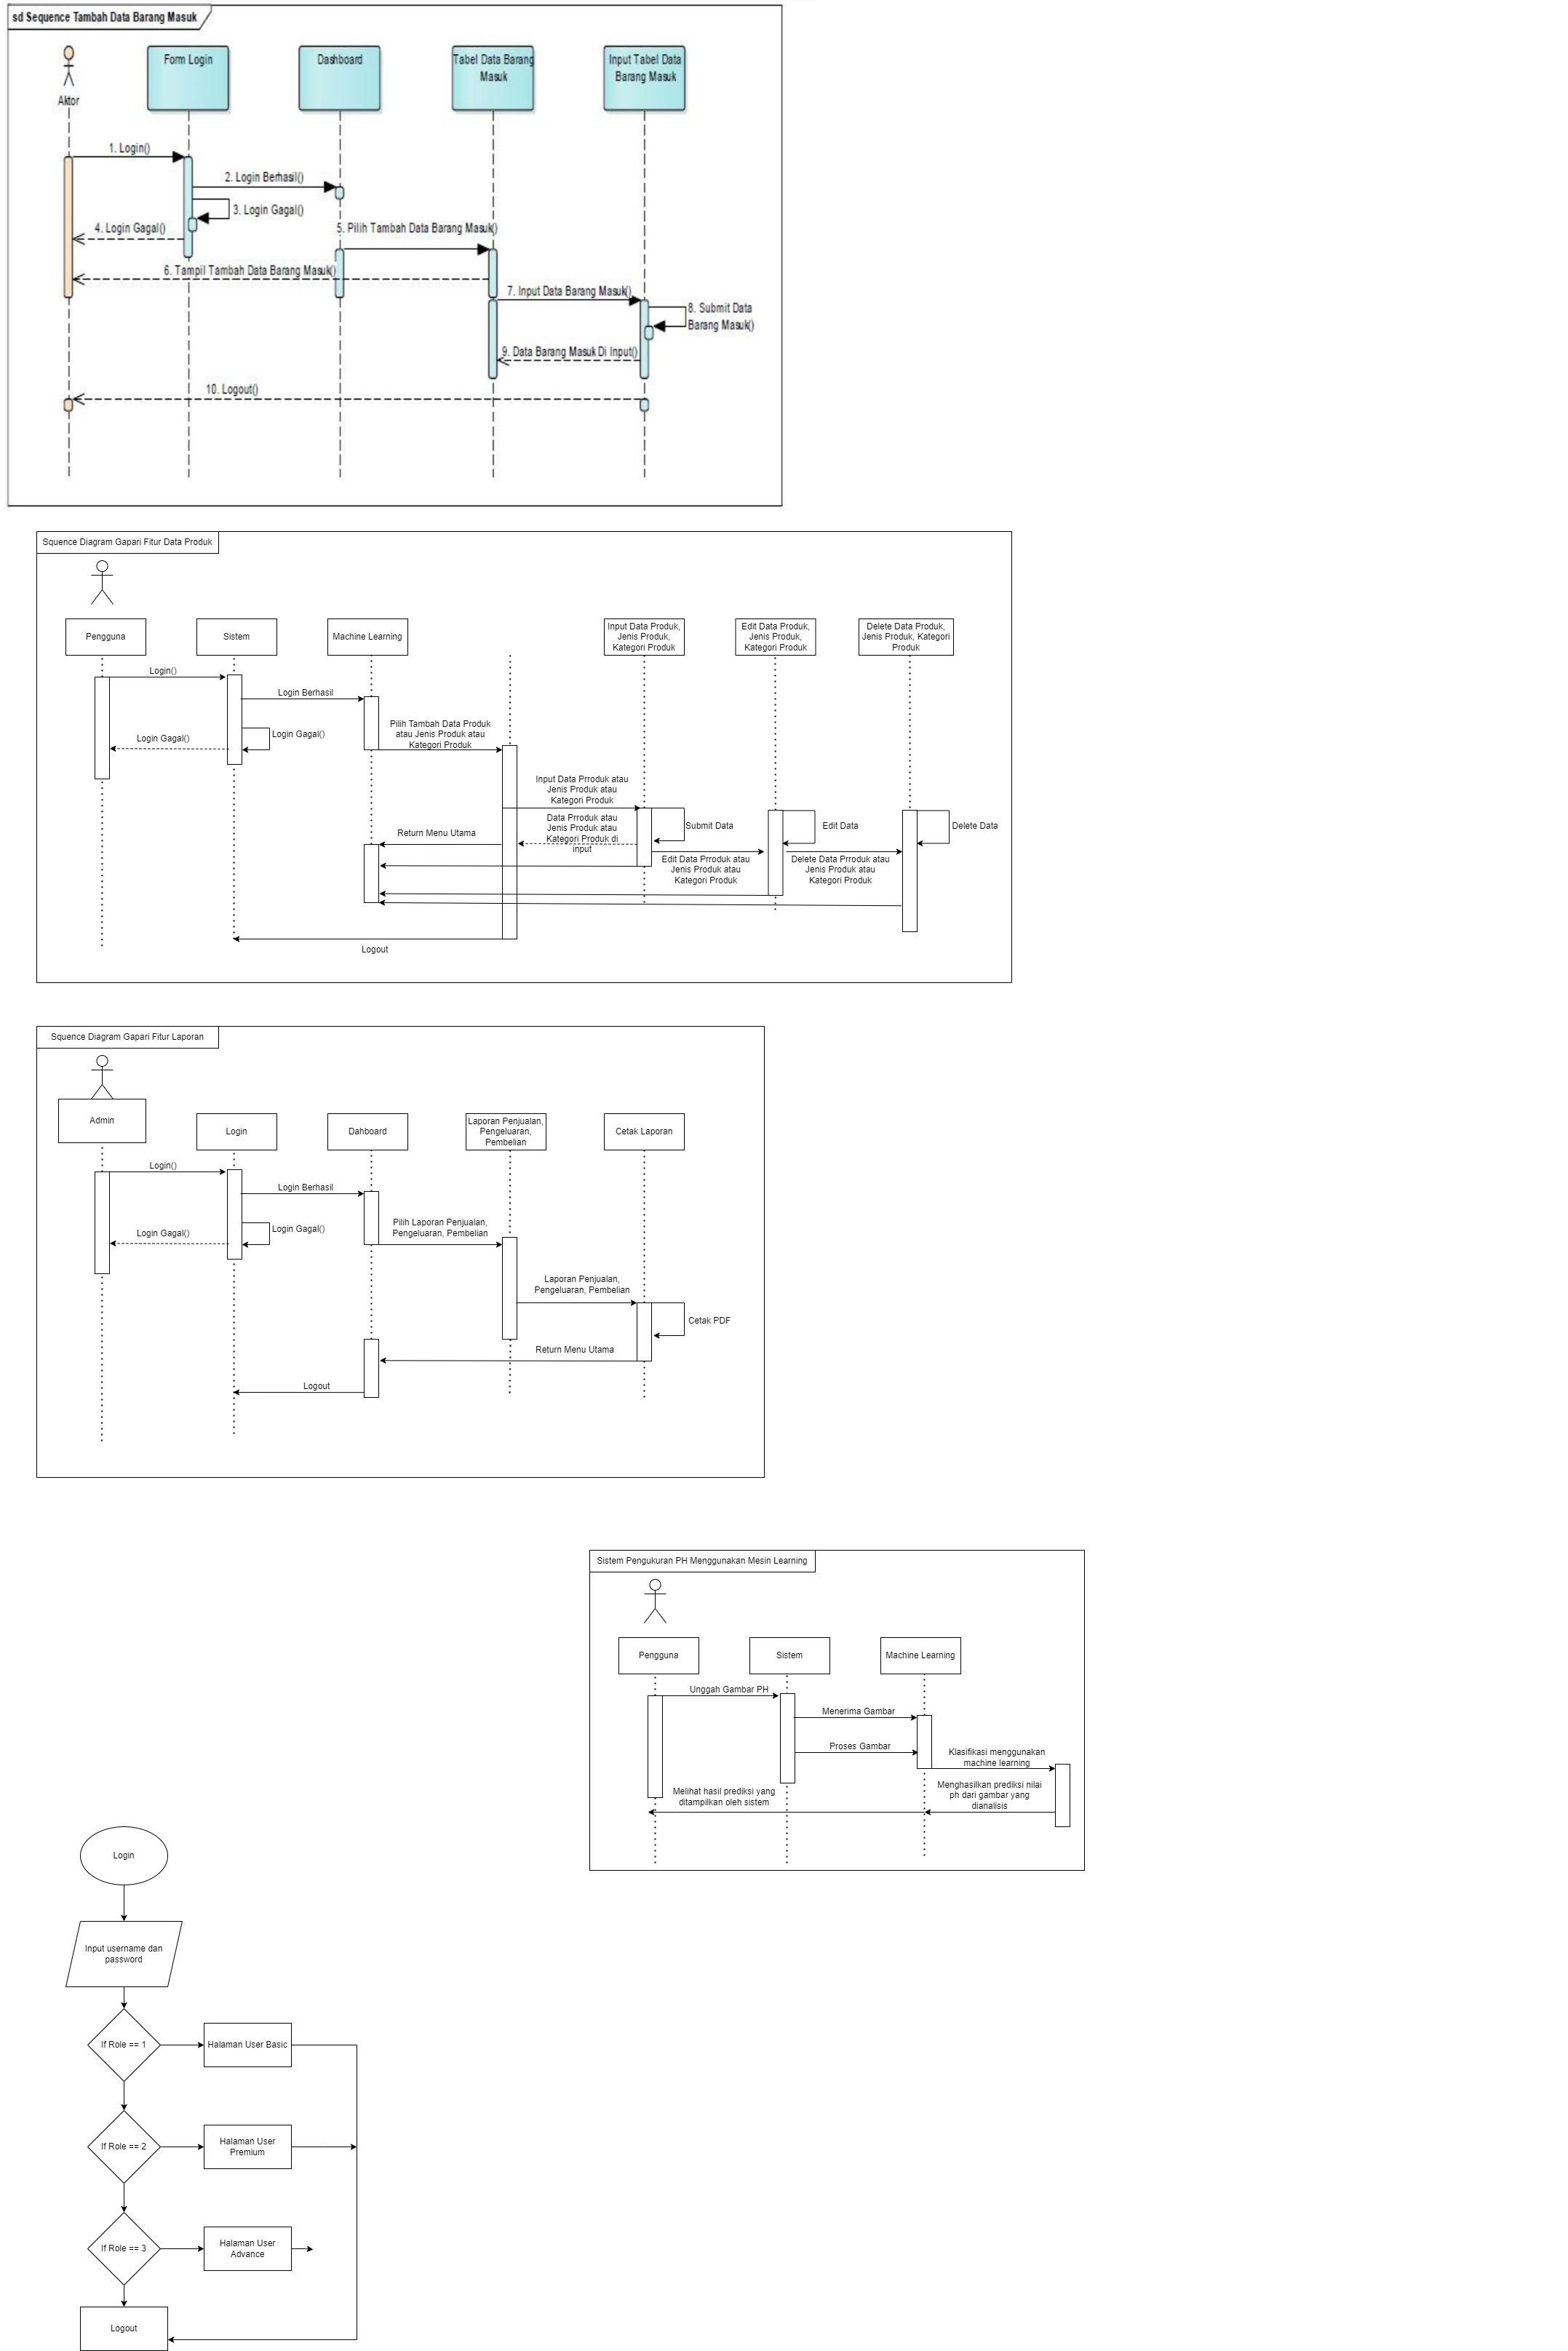 sd Sequence Tambah Data Barang Masuk
Form Login
Dashboard
Tabel Data Barang
Masuk
Input Tabel Data
Barang Masuk
Aktor
1. Login()
2. Login Berhasil()
3. Login Gagal()
4. Login Gagal()
5. Pilih Tambah Data Barang Masuk()
6. Tampil Tambah Data Barang Masuk()
7. Input Data Barang Masuk()
8. Submit Data
Barang Masuk()
9. Data Barang Masuk Di Input()
10. Logout()
Squence Diagram Gapari Fitur Data Produk
Pengguna
Sistem
Machine Learning
Input Data Produk,
Jenis Produk,
Kategori Produk
Edit Data Produk,
Jenis Produk,
Kategori Produk
Delete Data Produk,
Jenis Produk, Kategori
Produk
Login()
Login Berhasil
Login Gagal()
Login Gagal()
Pilih Tambah Data Produk
atau Jenis Produk atau
Kategori Produk
Input Data Prroduk atau
Jenis Produk atau
Kategori Produk
Data Prroduk atau
Jenis Produk atau
Kategori Produk di
input
Return Menu Utama
Submit Data
Edit Data
Delete Data
Edit Data Prroduk atau
Jenis Produk atau
Kategori Produk
Delete Data Prroduk atau
Jenis Produk atau
Kategori Produk
Logout
Squence Diagram Gapari Fitur Laporan
Admin
Login
Dahboard
Laporan Penjualan,
Pengeluaran,
Pembelian
Cetak Laporan
Login()
Login Berhasil
Login Gagal()
Login Gagal()
Pilih Laporan Penjualan,
Pengeluaran, Pembelian
Laporan Penjualan,
Pengeluaran, Pembelian
Cetak PDF
Return Menu Utama
Logout
Sistem Pengukuran PH Menggunakan Mesin Learning
Pengguna
Sistem
Machine Learning
Unggah Gambar PH
Menerima Gambar
Proses Gambar
Klasifikasi menggunakan
machine learning
Melihat hasil prediksi yang
ditampilkan oleh sistem
Menghasilkan prediksi nilai
ph dari gambar yang
dianalisis
Login
Input username dan
password
If Role == 1
Halaman User Basic
If Role == 2
Halaman User
Premium
If Role == 3
Halaman User
Advance
Logout